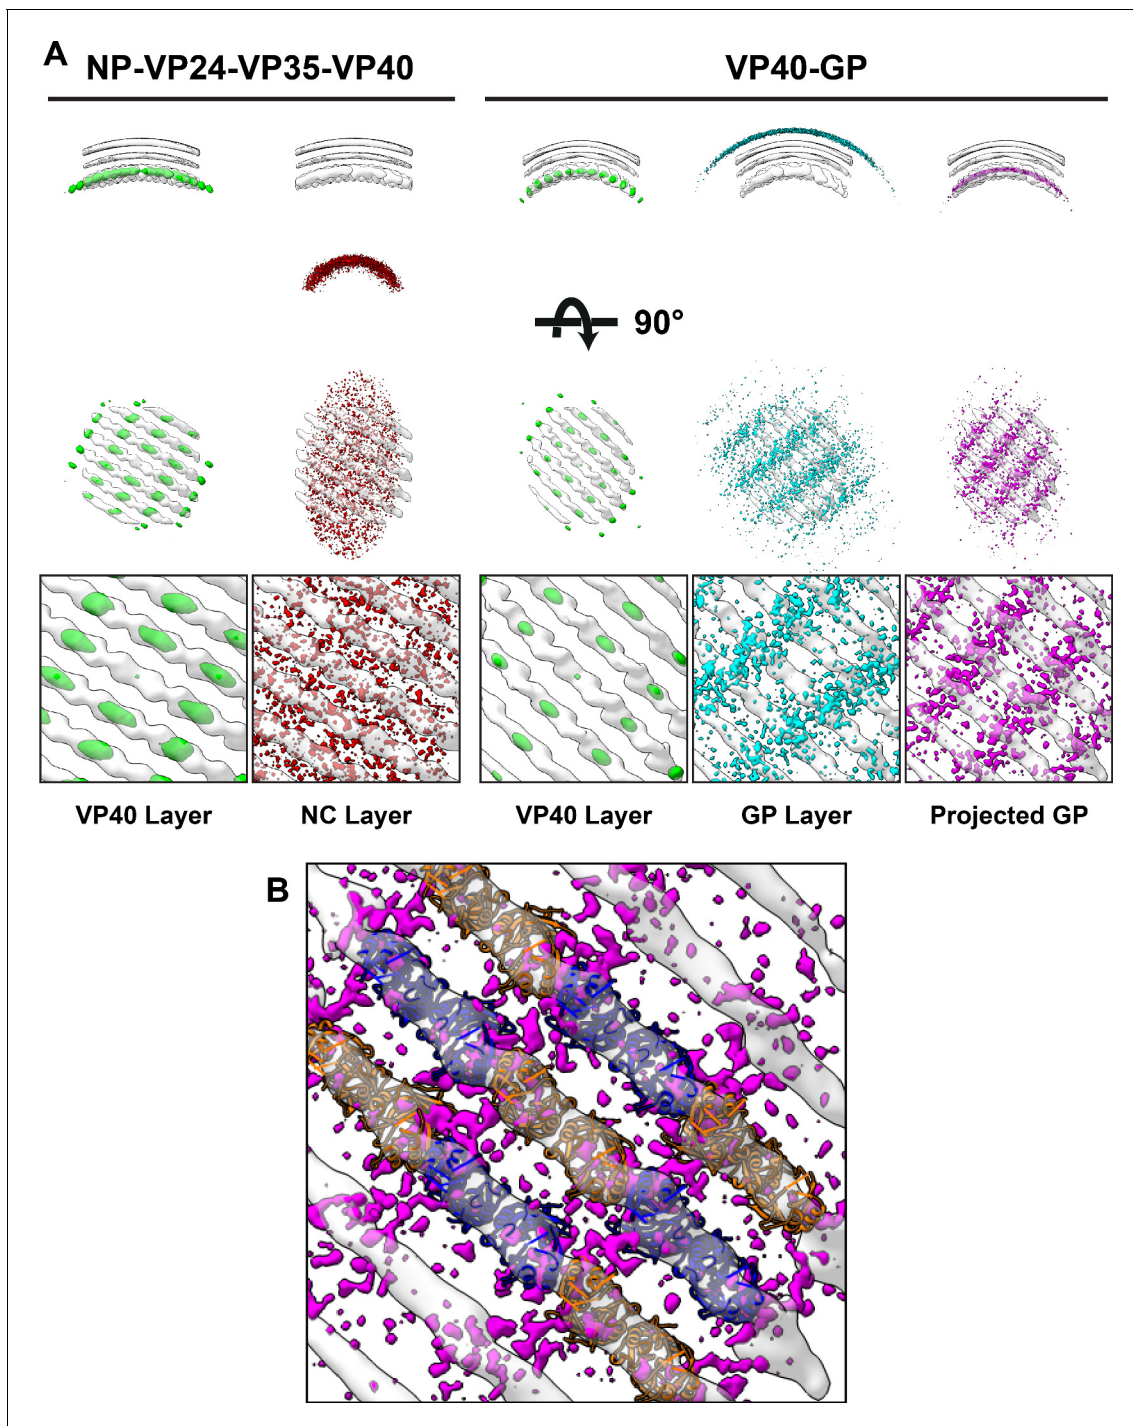 A
NP-VP24-VP35-VP40
VP40-GP
90°
VP40 Layer
NC Layer
VP40 Layer
GP Layer
Projected GP
B